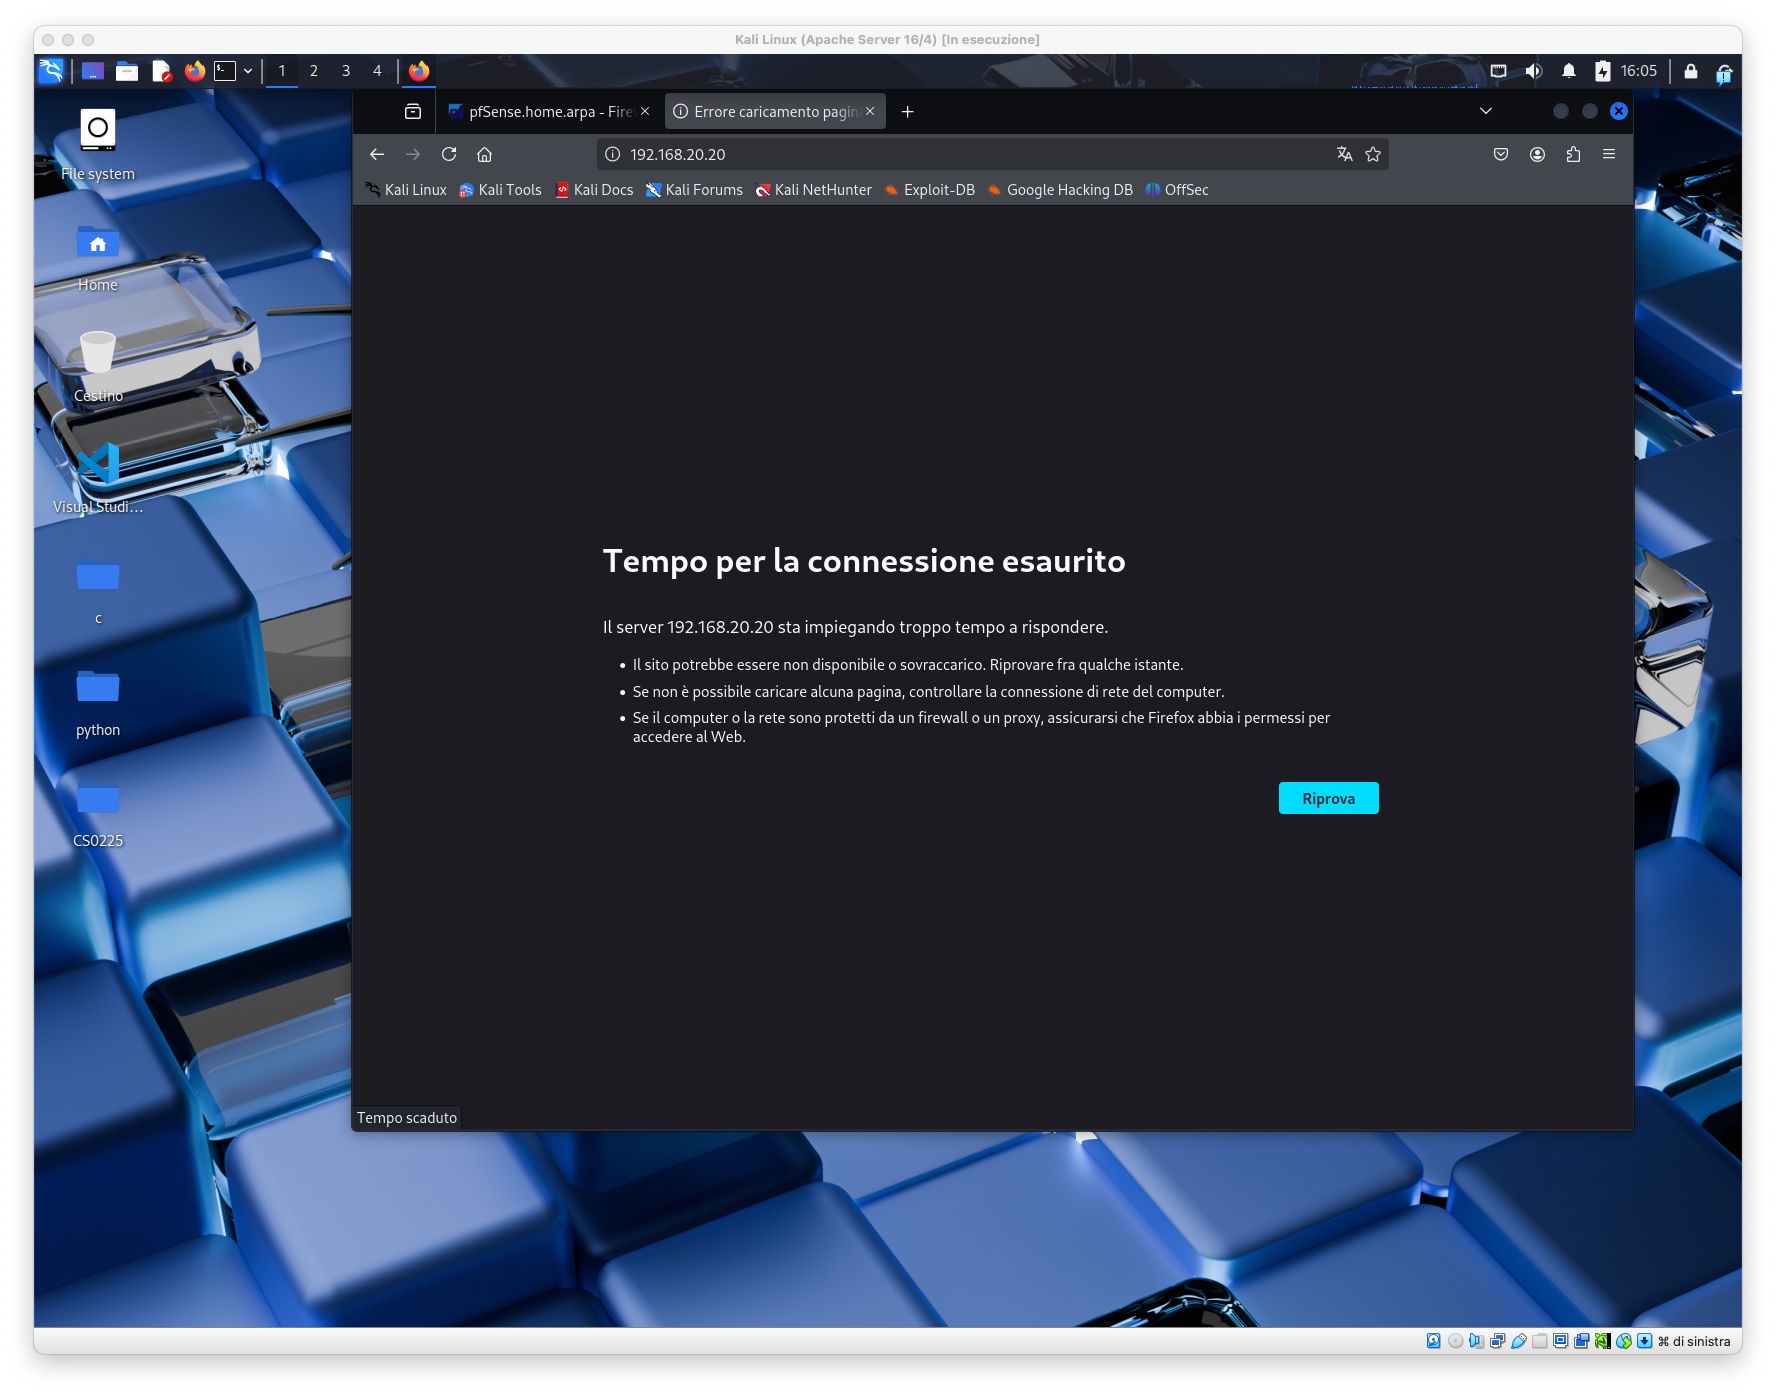 Kali Linux (Apache Server 16/4) [In esecuzione]
1 2 3 4
16:05
pfSense.home.arpa - Fire
Errore caricamento pagin
192.168.20.20
Kali Linux Kali Tools Kali Docs Kali Forums Kali NetHunter Exploit-DB Google Hacking DB OffSec
File system
Home
Cestino
Visual Studi...
c
python
CS0225
Tempo per la connessione esaurito
Il server 192.168.20.20 sta impiegando troppo tempo a rispondere.
• Il sito potrebbe essere non disponibile o sovraccarico. Riprovare fra qualche istante.
• Se non è possibile caricare alcuna pagina, controllare la connessione di rete del computer.
• Se il computer o la rete sono protetti da un firewall o un proxy, assicurarsi che Firefox abbia i permessi per
accedere al Web.
Riprova
Tempo scaduto
⌘ di sinistra